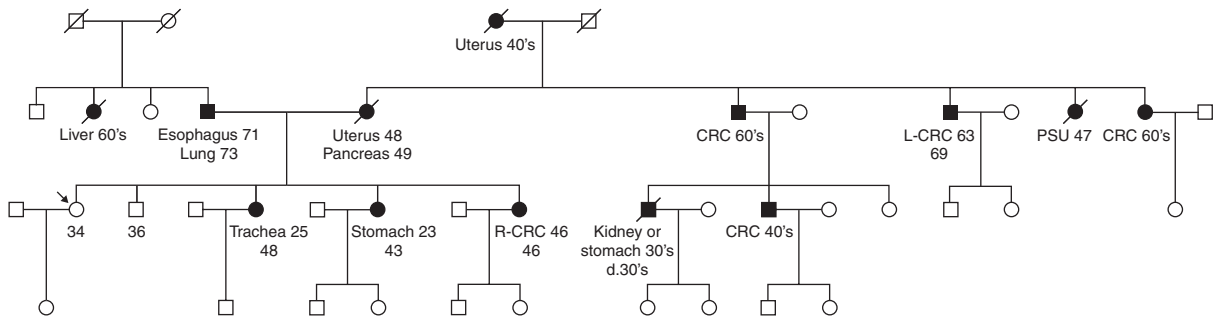 Uterus 40's
Liver 60's
Esophagus 71
Lung 73
Uterus 48
Pancreas 49
CRC 60's
L-CRC 63
69
PSU 47
CRC 60's
34
36
Trachea 25
48
Stomach 23
43
R-CRC 46
46
Kidney or
stomach 30's
d.30's
CRC 40's